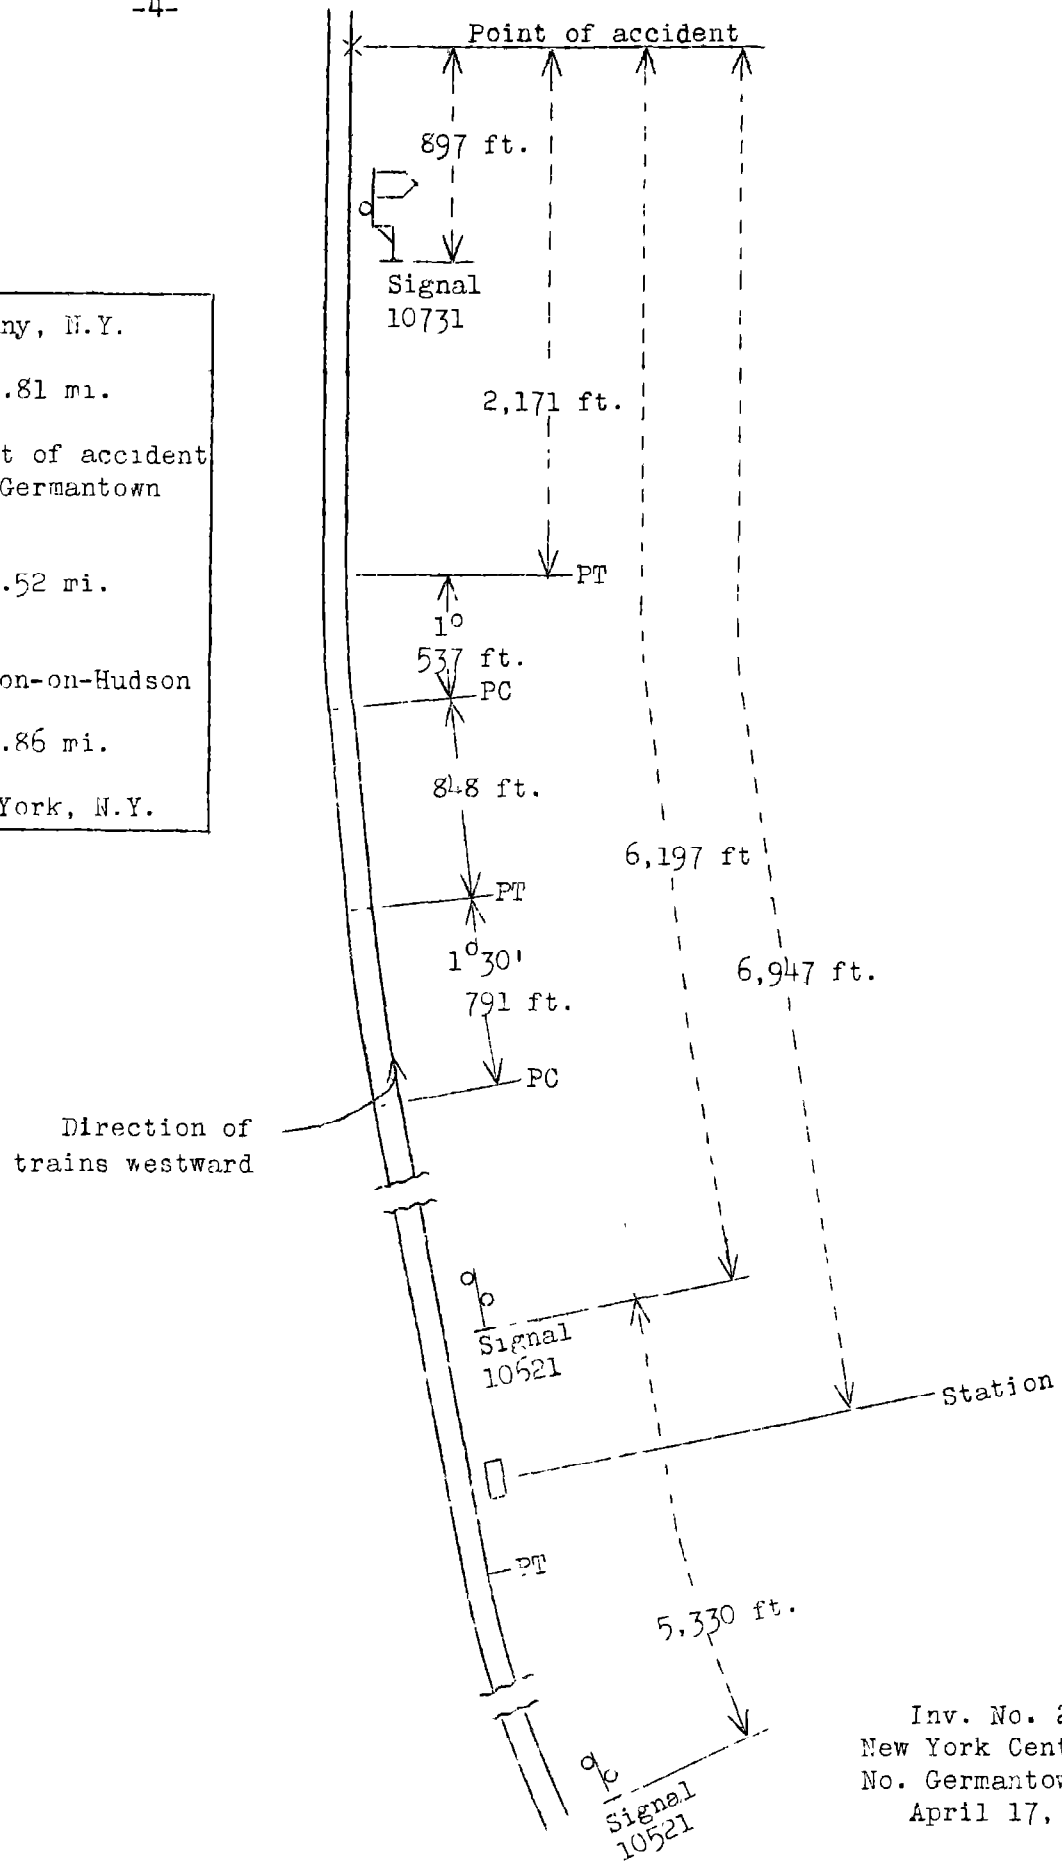 -4-
Point of accident
897 ft.
Signal
10731
ny, N.Y.
.81 mi.
2,171 ft.
t of accident
Germantown
PT
.52 mi.
1°
537 ft.
on-on-Hudson
PC
.86 mi.
848 ft.
York, N.Y.
6,197 ft
PT
1°30'
6,947 ft.
791 ft.
PC
Direction of
trains westward
Signal
10621
Station
PT
5,330 ft.
Inv. No.
New York Cent
No. Germantow
April 17,
Signal
10521